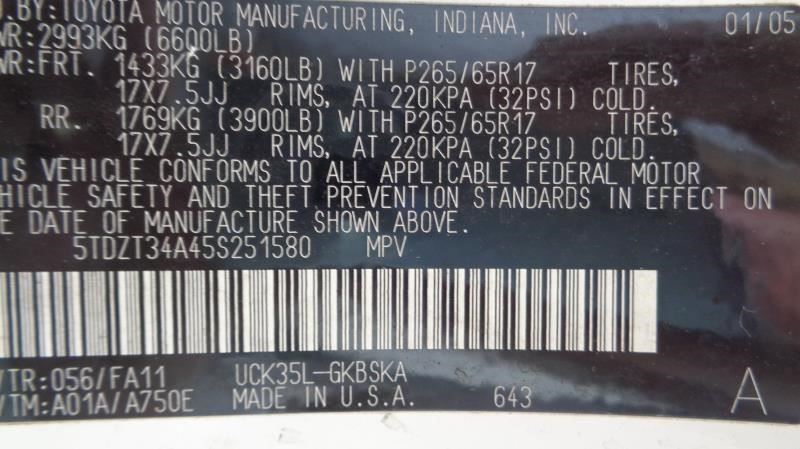 D.BY:TOYOTA MOTOR MANUFACTURING, INDIANA, INC. 01/05
WR:2993KG (6600LB)
WR:FRT. 1433KG (3160LB) WITH P265/65R17 TIRES,
17X7.5JJ RIMS, AT 220KPA (32PSI) COLD.
RR. 1769KG (3900LB) WITH P265/65R17 TIRES,
17X7.5JJ RIMS, AT 220KPA (32PSI) COLD.
IS VEHICLE CONFORMS TO ALL APPLICABLE FEDERAL MOTOR
HICLE SAFETY AND THEFT PREVENTION STANDARDS IN EFFECT ON
E DATE OF MANUFACTURE SHOWN ABOVE.
5TDZT34A45S251580 MPV
/TR:056/FA11 UCK35L-GKBSKA
/TM:A01A/A750E MADE IN U.S.A. 643 A